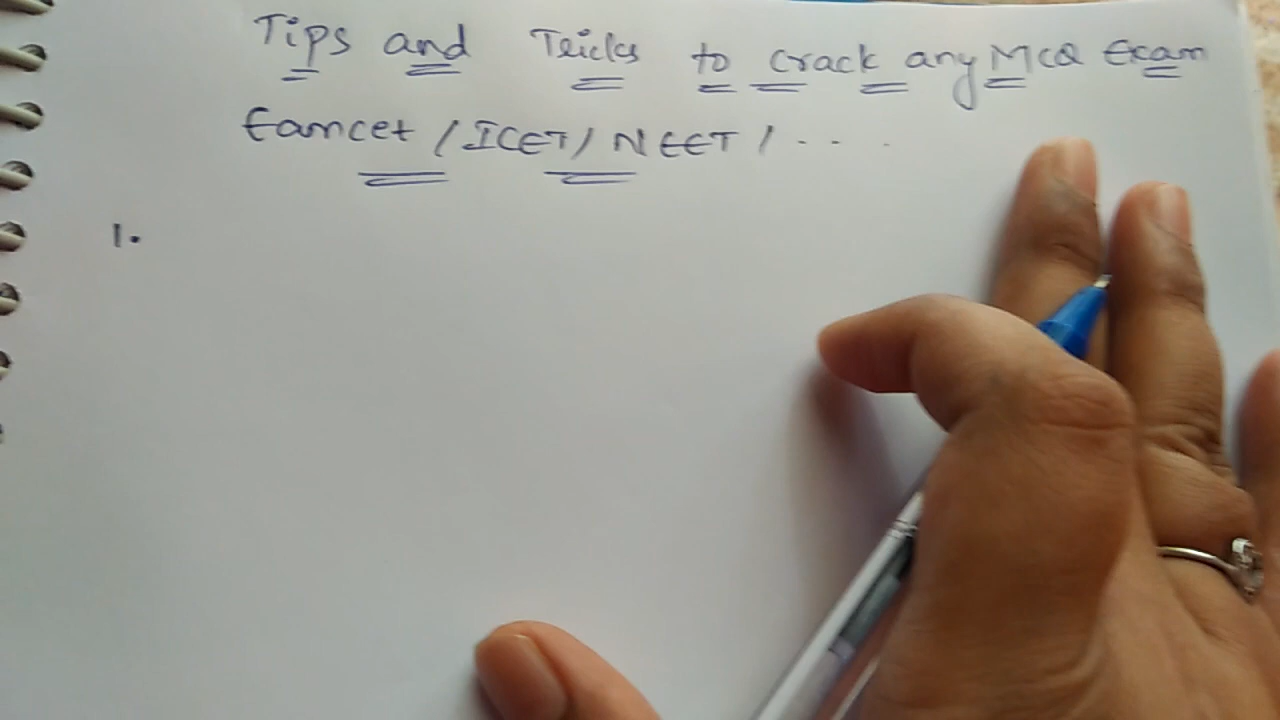 Tips and Tricks to crack any MCQ Exam
Eamcet / ICET / NEET / . . .
1.